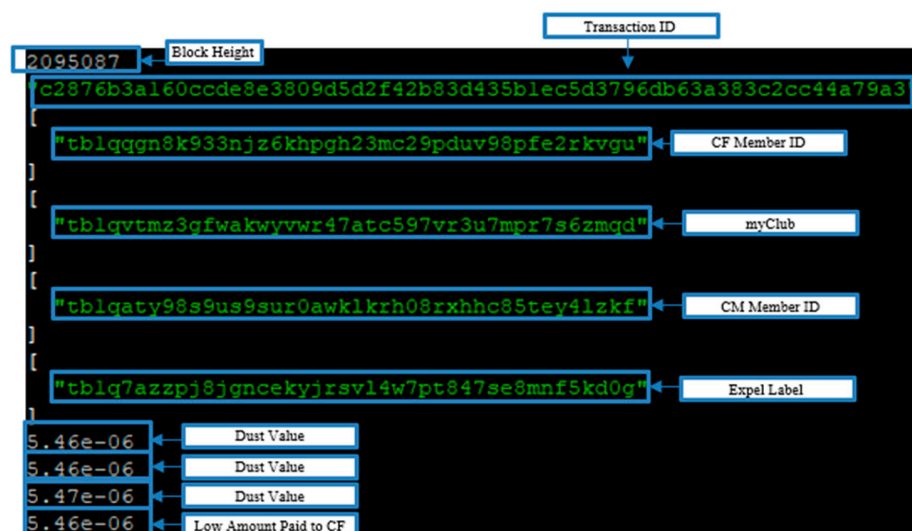 Transaction ID
2095087 Block Height
"c2876b3a160ccde8e3809d5d2f42b83d435b1ec5d3796db63a383c2cc44a79a3
[
"tb1qqgn8k933njz6khpgh23mc29pduv98pfe2rkvgu" CF Member ID
]
[
"tb1qvtmz3gfwakwyvwr47atc597vr3u7mpr7s6zmqd" myClub
]
[
"tb1qaty98s9us9sur0awklkrh08rxhhc85tey4lzkf" CM Member ID
]
[
"tb1q7azzpj8jgncekyjrsvl4w7pt847se8mnf5kd0g" Expel Label
]
5.46e-06 Dust Value
5.46e-06 Dust Value
5.47e-06 Dust Value
5.46e-06 Low Amount Paid to CF